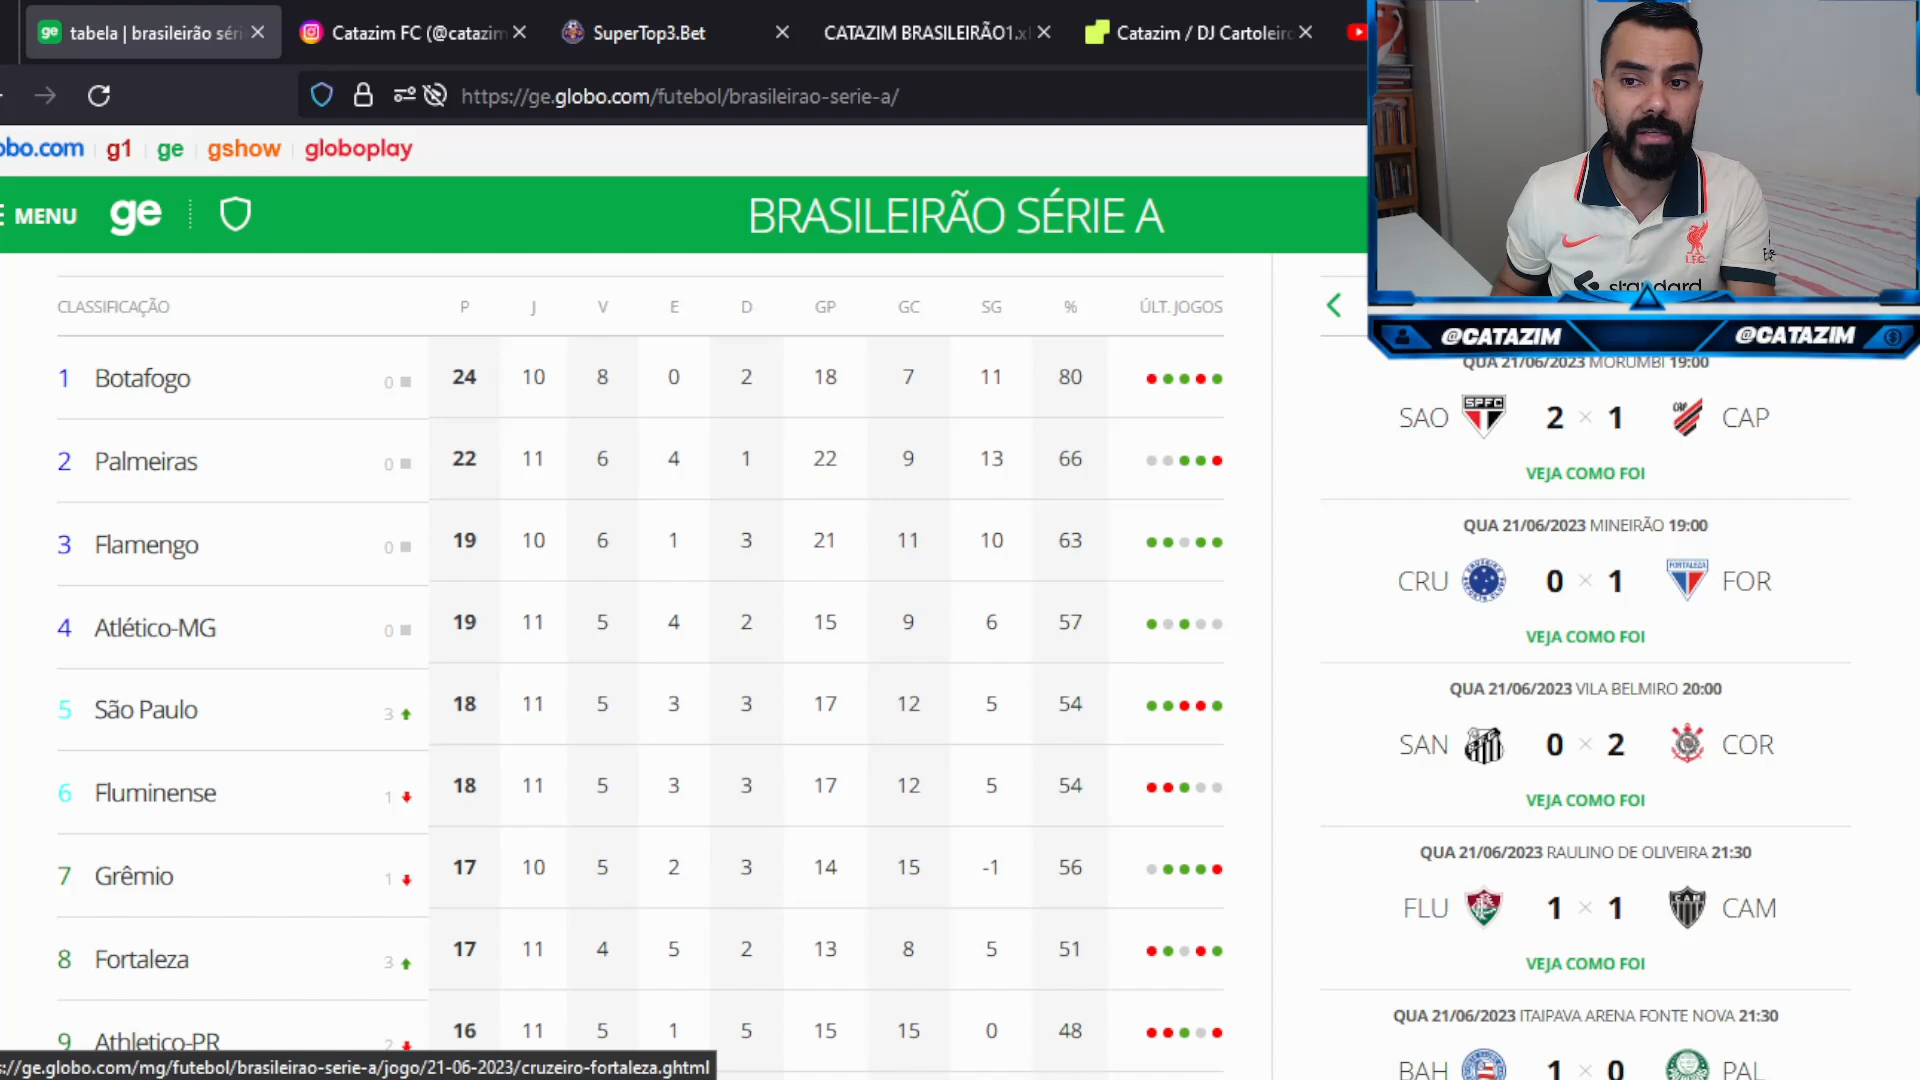 tabela | brasileirão séri
Catazim FC (@catazim
SuperTop3.Bet
CATAZIM BRASILEIRÃO1.xl
Catazim / DJ Cartoleiro
https://ge.globo.com/futebol/brasileirao-serie-a/
obo.com g1 ge gshow globoplay
MENU ge BRASILEIRÃO SÉRIE A
CLASSIFICAÇÃO P J V E D GP GC SG % ÚLT. JOGOS
1 Botafogo 0 24 10 8 0 2 18 7 11 80
2 Palmeiras 0 22 11 6 4 1 22 9 13 66
3 Flamengo 0 19 10 6 1 3 21 11 10 63
4 Atlético-MG 0 19 11 5 4 2 15 9 6 57
5 São Paulo 3 18 11 5 3 3 17 12 5 54
6 Fluminense 1 18 11 5 3 3 17 12 5 54
7 Grêmio 1 17 10 5 2 3 14 15 -1 56
8 Fortaleza 3 17 11 4 5 2 13 8 5 51
9 Athletico-PR 2 16 11 5 1 5 15 15 0 48
://ge.globo.com/mg/futebol/brasileirao-serie-a/jogo/21-06-2023/cruzeiro-fortaleza.ghtml
L.F.C.
standard
@CATAZIM @CATAZIM
QUA 21/06/2023 MORUMBI 19:00
SAO SPFC 2 × 1 CAP CAP
VEJA COMO FOI
QUA 21/06/2023 MINEIRÃO 19:00
CRU 0 × 1 FORTALEZA FOR
VEJA COMO FOI
QUA 21/06/2023 VILA BELMIRO 20:00
SAN 0 × 2 COR
VEJA COMO FOI
QUA 21/06/2023 RAULINO DE OLIVEIRA 21:30
FLU 1 × 1 CAM CAM
VEJA COMO FOI
QUA 21/06/2023 ITAIPAVA ARENA FONTE NOVA 21:30
BAH 1 × 0 PAL